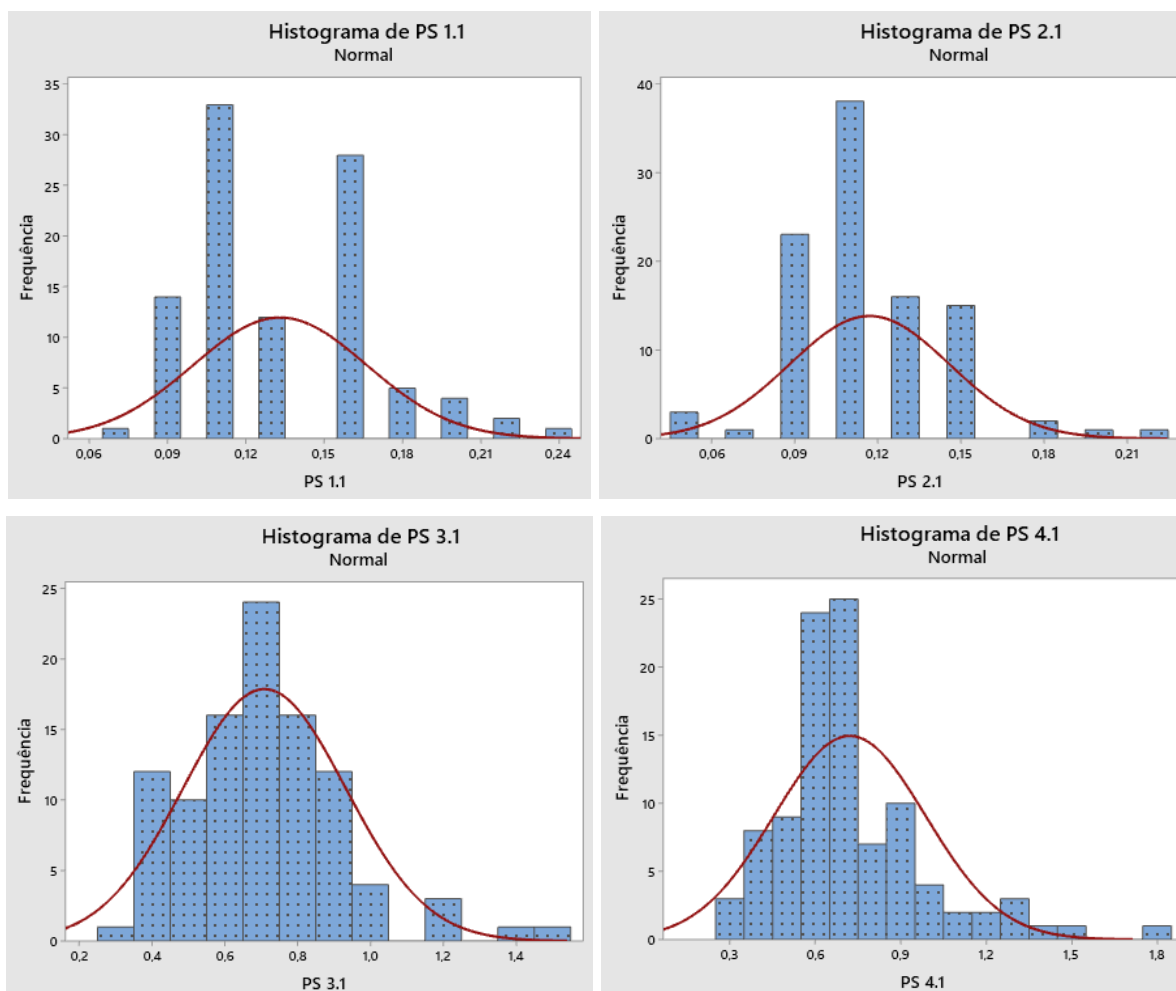 Histograma de PS 1.1
Normal
35
30
25
20
15
10
5
0
Frequência
0,06 0,09 0,12 0,15 0,18 0,21 0,24
PS 1.1
Histograma de PS 2.1
Normal
40
30
20
10
0
Frequência
0,06 0,09 0,12 0,15 0,18 0,21
PS 2.1
Histograma de PS 3.1
Normal
25
20
15
10
5
0
Frequência
0,2 0,4 0,6 0,8 1,0 1,2 1,4
PS 3.1
Histograma de PS 4.1
Normal
25
20
15
10
5
0
Frequência
0,3 0,6 0,9 1,2 1,5 1,8
PS 4.1